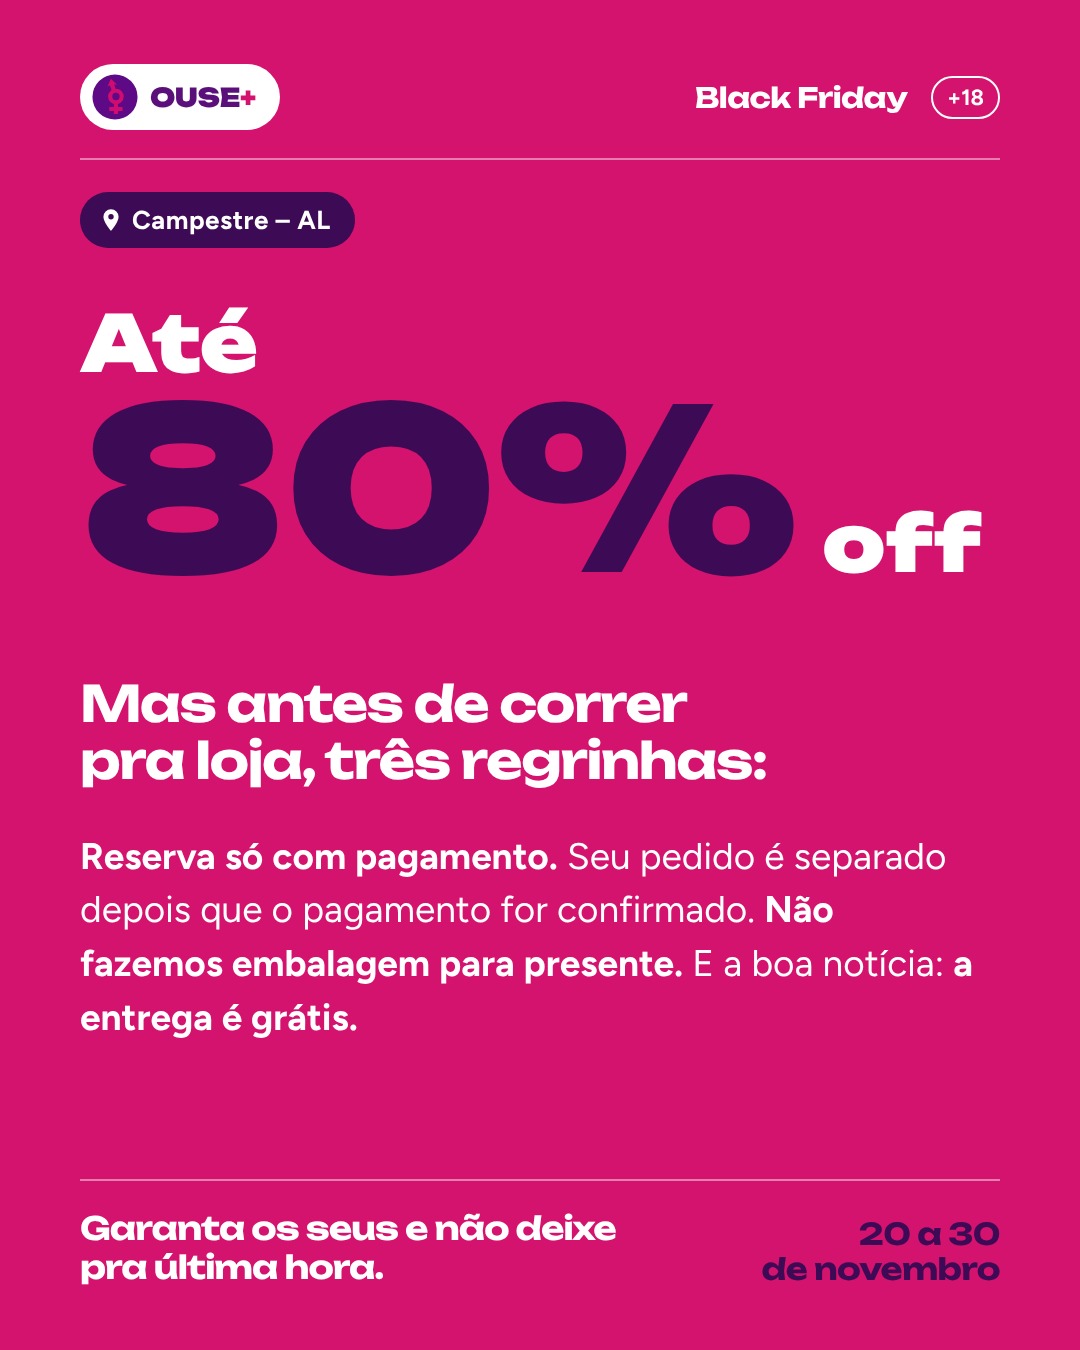 OUSE+
Black Friday
+18
Campestre – AL
Até
80% off
Mas antes de correr
pra loja, três regrinhas:
Reserva só com pagamento. Seu pedido é separado
depois que o pagamento for confirmado. Não
fazemos embalagem para presente. E a boa notícia: a
entrega é grátis.
Garanta os seus e não deixe
pra última hora.
20 a 30
de novembro